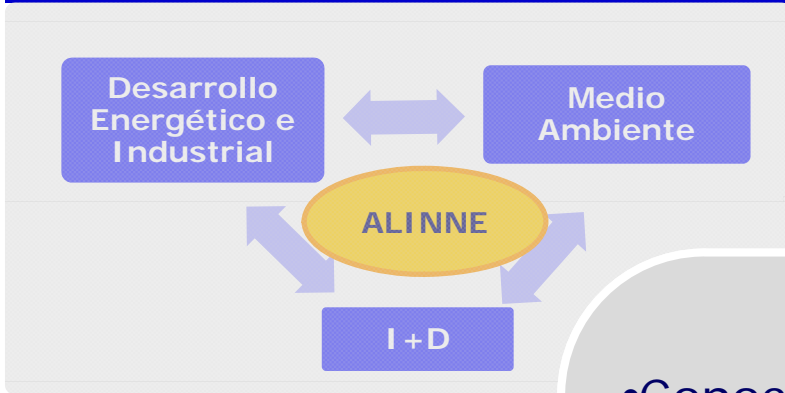 Desarrollo
Energético e
Industrial
Medio
Ambiente
ALINNE
I+D